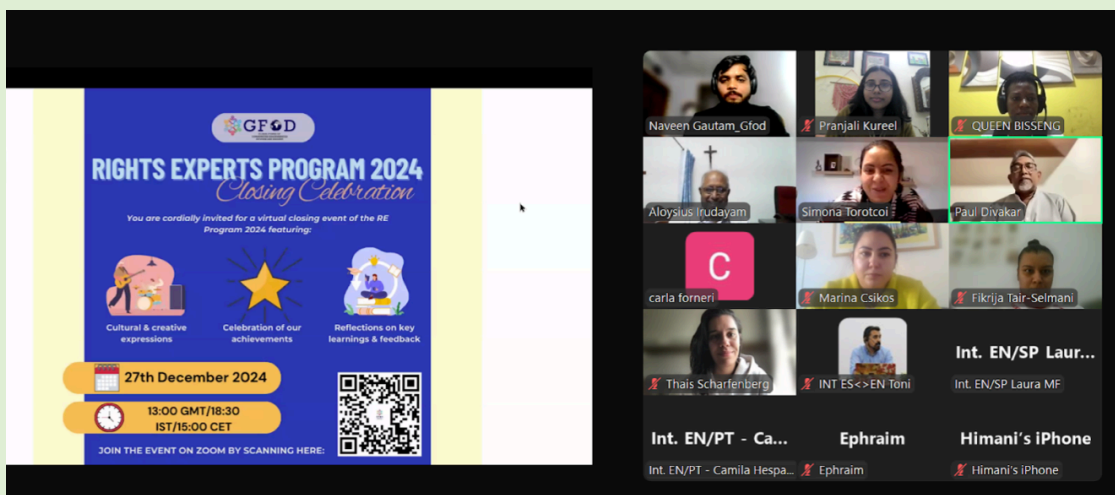 GFOD
RIGHTS EXPERTS PROGRAM 2024
Closing Celebration
You are cordially invited for a virtual closing event of the RE
Program 2024 featuring:
Cultural & creative
expressions
Celebration of our
achievements
Reflections on key
learnings & feedback
27th December 2024
13:00 GMT/18:30
IST/15:00 CET
JOIN THE EVENT ON ZOOM BY SCANNING HERE:
Naveen Gautam_Gfod
Pranjali Kureel
QUEEN BISSENG
Aloysius Irudayam
Simona Torotcoi
Paul Divakar
C
carla forneri
Marina Csikos
Fikrija Tair-Selmani
Thais Scharfenberg
INT ES<>EN Toni
Int. EN/SP Laur...
Int. EN/SP Laura MF
Int. EN/PT - Ca...
Int. EN/PT - Camila Hespa...
Ephraim
Ephraim
Himani's iPhone
Himani's iPhone